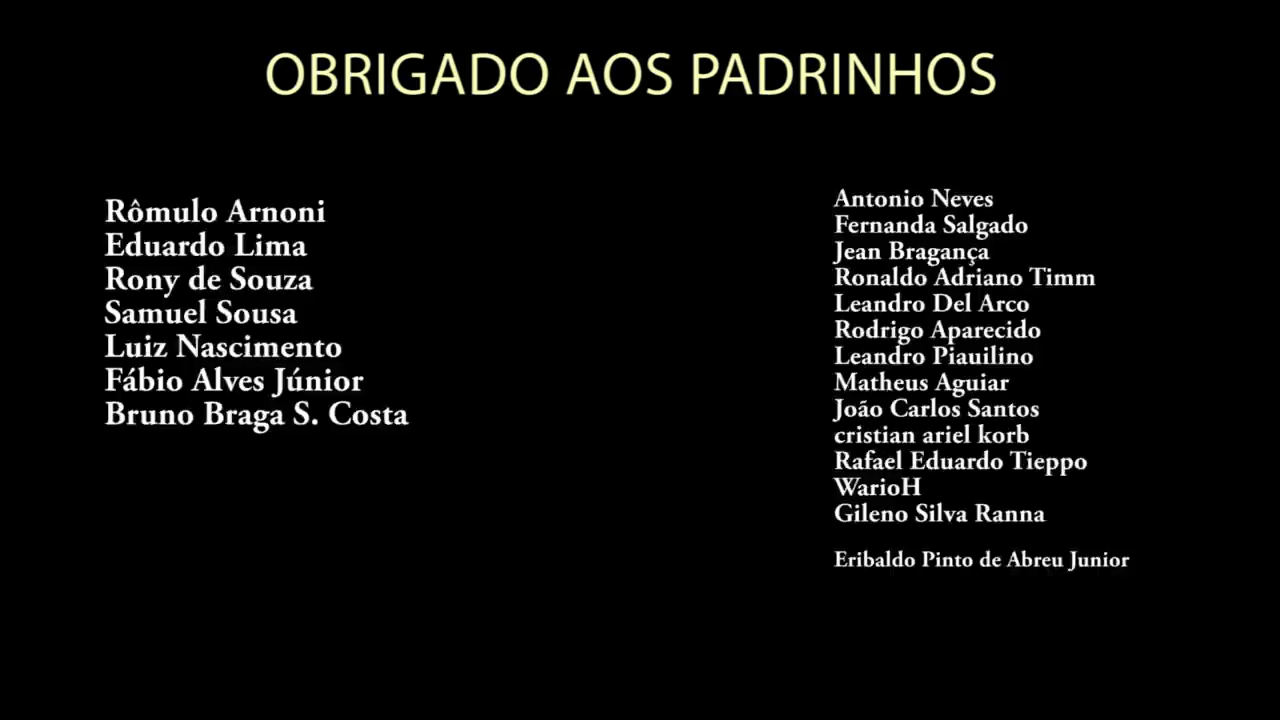 OBRIGADO AOS PADRINHOS
Rômulo Arnoni
Eduardo Lima
Rony de Souza
Samuel Sousa
Luiz Nascimento
Fábio Alves Júnior
Bruno Braga S. Costa
Antonio Neves
Fernanda Salgado
Jean Bragança
Ronaldo Adriano Timm
Leandro Del Arco
Rodrigo Aparecido
Leandro Piauilino
Matheus Aguiar
João Carlos Santos
cristian ariel korb
Rafael Eduardo Tieppo
WarioH
Gileno Silva Ranna
Eribaldo Pinto de Abreu Junior